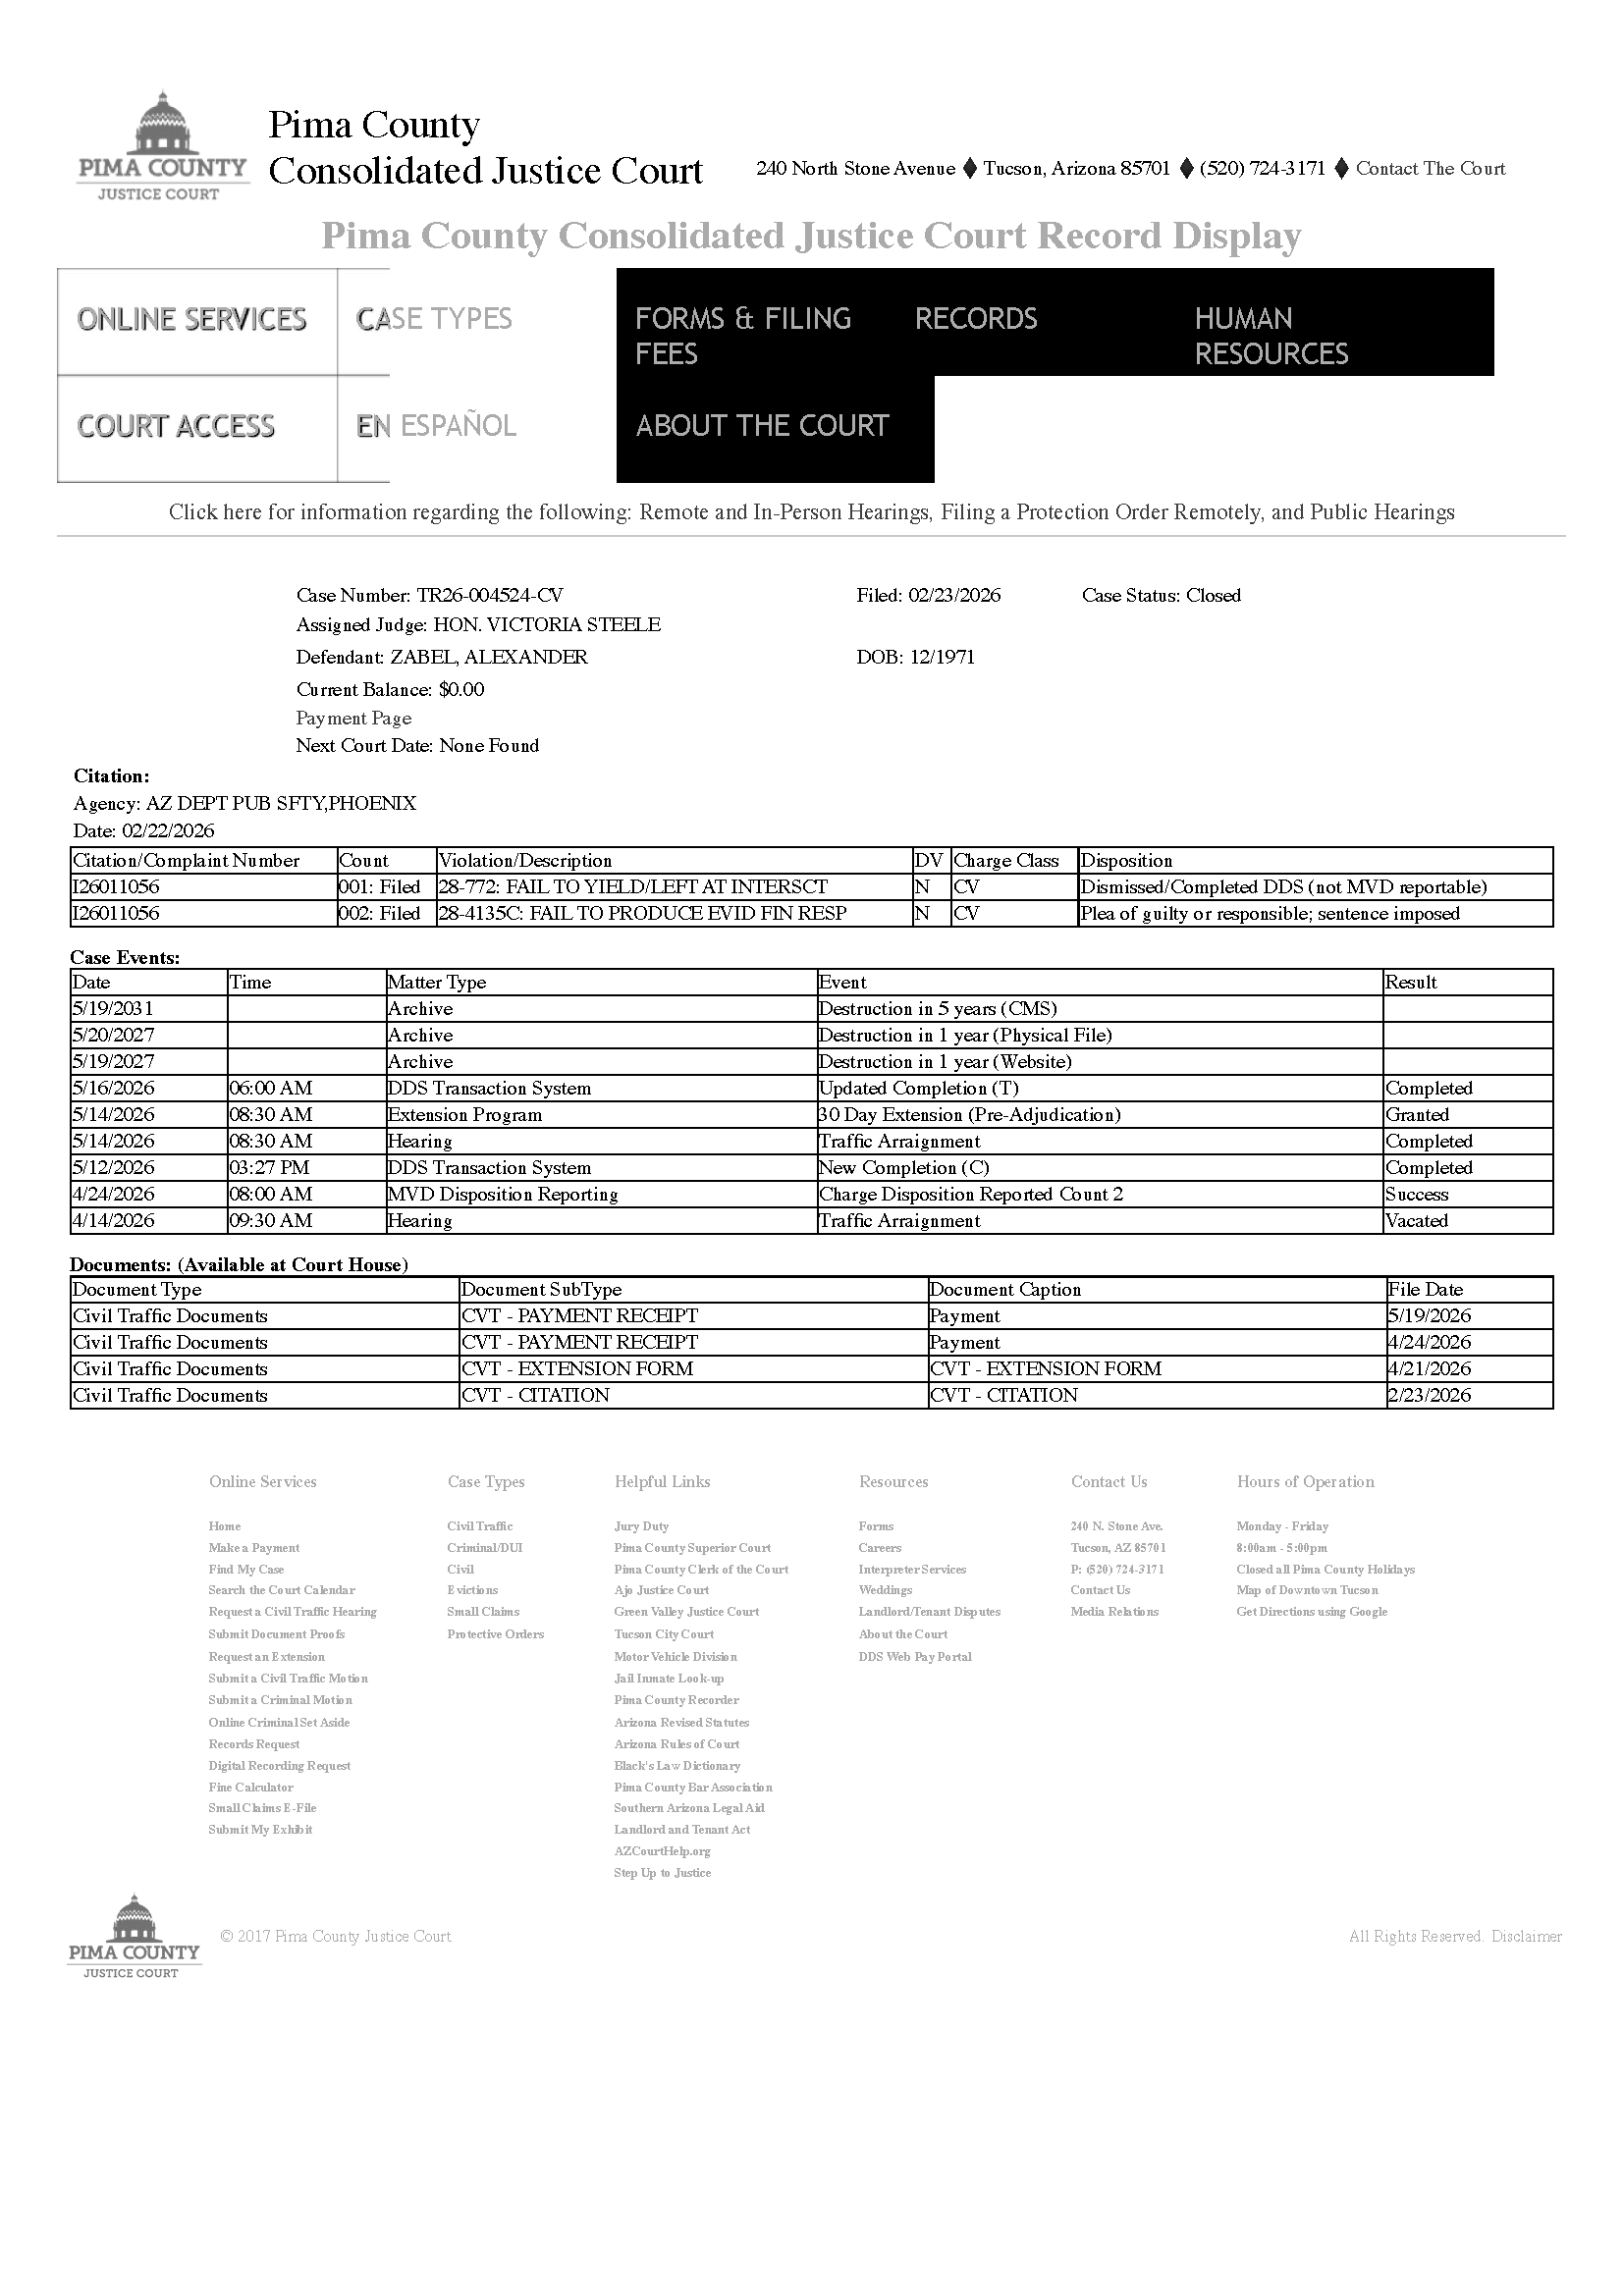 PIMA COUNTY
JUSTICE COURT
Pima County
Consolidated Justice Court
240 North Stone Avenue ♦ Tucson, Arizona 85701 ♦ (520) 724-3171 ♦ Contact The Court
Pima County Consolidated Justice Court Record Display
ONLINE SERVICES CASE TYPES FORMS & FILING FEES RECORDS HUMAN RESOURCES
COURT ACCESS EN ESPAÑOL ABOUT THE COURT
Click here for information regarding the following: Remote and In-Person Hearings, Filing a Protection Order Remotely, and Public Hearings
Case Number: TR26-004524-CV Filed: 02/23/2026 Case Status: Closed
Assigned Judge: HON. VICTORIA STEELE
Defendant: ZABEL, ALEXANDER DOB: 12/1971
Current Balance: $0.00
Payment Page
Next Court Date: None Found
Citation:
Agency: AZ DEPT PUB SFTY,PHOENIX
Date: 02/22/2026
Citation/Complaint Number Count Violation/Description DV Charge Class Disposition
I26011056 001: Filed 28-772: FAIL TO YIELD/LEFT AT INTERSCT N CV Dismissed/Completed DDS (not MVD reportable)
I26011056 002: Filed 28-4135C: FAIL TO PRODUCE EVID FIN RESP N CV Plea of guilty or responsible; sentence imposed
Case Events:
Date Time Matter Type Event Result
5/19/2031 Archive Destruction in 5 years (CMS)
5/20/2027 Archive Destruction in 1 year (Physical File)
5/19/2027 Archive Destruction in 1 year (Website)
5/16/2026 06:00 AM DDS Transaction System Updated Completion (T) Completed
5/14/2026 08:30 AM Extension Program 30 Day Extension (Pre-Adjudication) Granted
5/14/2026 08:30 AM Hearing Traffic Arraignment Completed
5/12/2026 03:27 PM DDS Transaction System New Completion (C) Completed
4/24/2026 08:00 AM MVD Disposition Reporting Charge Disposition Reported Count 2 Success
4/14/2026 09:30 AM Hearing Traffic Arraignment Vacated
Documents: (Available at Court House)
Document Type Document SubType Document Caption File Date
Civil Traffic Documents CVT - PAYMENT RECEIPT Payment 5/19/2026
Civil Traffic Documents CVT - PAYMENT RECEIPT Payment 4/24/2026
Civil Traffic Documents CVT - EXTENSION FORM CVT - EXTENSION FORM 4/21/2026
Civil Traffic Documents CVT - CITATION CVT - CITATION 2/23/2026
Online Services
Home
Make a Payment
Find My Case
Search the Court Calendar
Request a Civil Traffic Hearing
Submit Document Proofs
Request an Extension
Submit a Civil Traffic Motion
Submit a Criminal Motion
Online Criminal Set Aside
Records Request
Digital Recording Request
Fine Calculator
Small Claims E-File
Submit My Exhibit
Case Types
Civil Traffic
Criminal/DUI
Civil
Evictions
Small Claims
Protective Orders
Helpful Links
Jury Duty
Pima County Superior Court
Pima County Clerk of the Court
Ajo Justice Court
Green Valley Justice Court
Tucson City Court
Motor Vehicle Division
Jail Inmate Look-up
Pima County Recorder
Arizona Revised Statutes
Arizona Rules of Court
Black's Law Dictionary
Pima County Bar Association
Southern Arizona Legal Aid
Landlord and Tenant Act
AZCourtHelp.org
Step Up to Justice
Resources
Forms
Careers
Interpreter Services
Weddings
Landlord/Tenant Disputes
About the Court
DDS Web Pay Portal
Contact Us
240 N. Stone Ave.
Tucson, AZ 85701
P: (520) 724-3171
Contact Us
Media Relations
Hours of Operation
Monday - Friday
8:00am - 5:00pm
Closed all Pima County Holidays
Map of Downtown Tucson
Get Directions using Google
PIMA COUNTY
JUSTICE COURT
© 2017 Pima County Justice Court
All Rights Reserved. Disclaimer